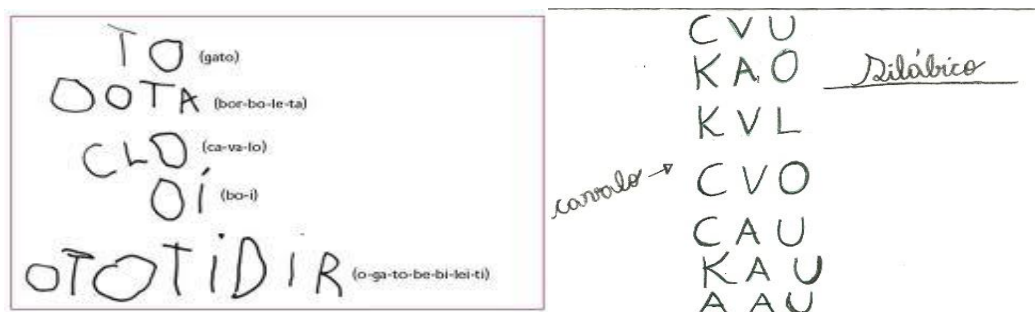 TO (gato)
OOTA (bor-bo-le-ta)
CLO (ca-va-lo)
OÍ (bo-i)
OTOTiDiR (o-ga-to-be-bi-lei-ti)
CVU
KAO Silábico
KVL
carvalo → CVO
CAU
KAU
AAU